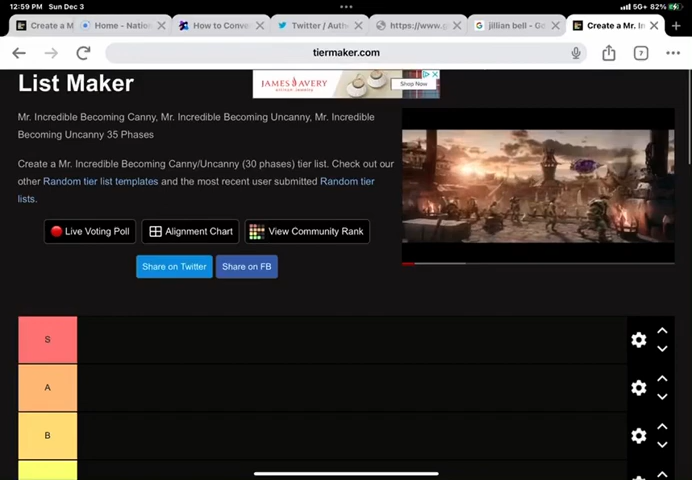 12:59 PM Sun Dec 3
5G+ 82%
Create a M
Home - Nation
How to Conve
Twitter / Auth
https://www.
jillian bell - Go
Create a Mr. In
tiermaker.com
7
List Maker
JAMES AVERY
Shop Now
Mr. Incredible Becoming Canny, Mr. Incredible Becoming Uncanny, Mr. Incredible
Becoming Uncanny 35 Phases
Create a Mr. Incredible Becoming Canny/Uncanny (30 phases) tier list. Check out our
other Random tier list templates and the most recent user submitted Random tier
lists.
Live Voting Poll
Alignment Chart
View Community Rank
Share on Twitter
Share on FB
S
A
B